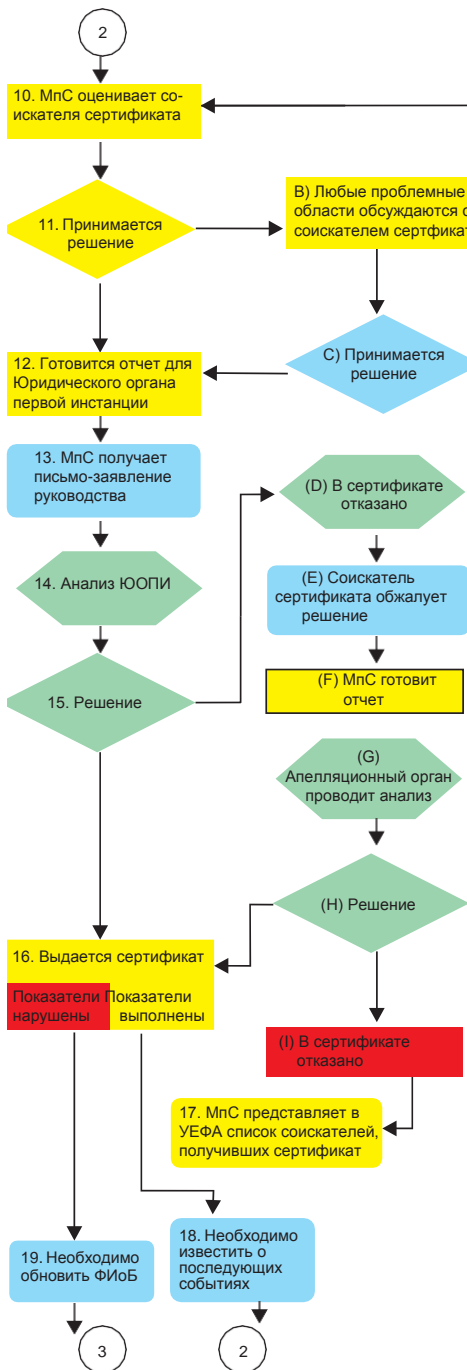 2
10. МпС оценивает со-
искателя сертификата
11. Принимается
решение
B) Любые проблемные
области обсуждаются с
соискателем сертфикат
12. Готовится отчет для
Юридического органа
первой инстанции
C) Принимается
решение
13. МпС получает
письмо-заявление
руководства
(D) В сертификате
отказано
14. Анализ ЮОПИ
(E) Соискатель
сертификата обжалует
решение
15. Решение
(F) МпС готовит
отчет
(G)
Апелляционный орган
проводит анализ
(H) Решение
16. Выдается сертификат
Показатели Показатели
нарушены выполнены
(I) В сертификате
отказано
17. МпС представляет в
УЕФА список соискателей,
получивших сертификат
18. Необходимо
известить о
последующих
событиях
19. Необходимо
обновить ФИоБ
3
2